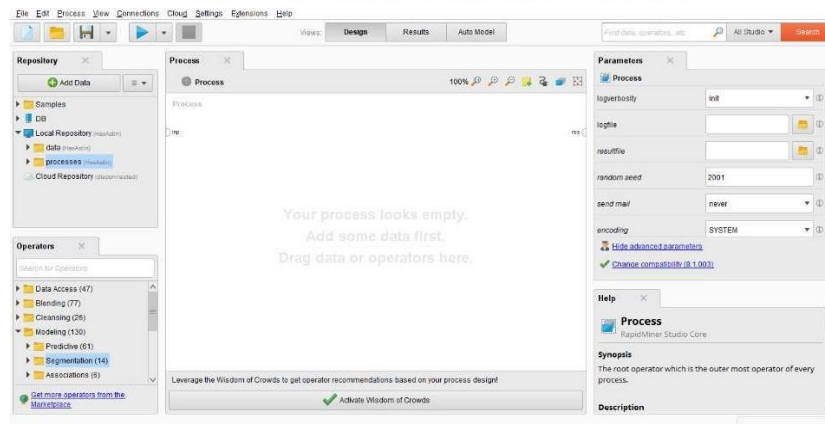 File Edit Process View Connections Cloud Settings Extensions Help
Views: Design Results Auto Model
Find data, operators...etc All Studio Search
Repository
Add Data
Samples
DB
Local Repository
data
processes
Cloud Repository (disconnected)
Operators
Search for Operators
Data Access (47)
Blending (77)
Cleansing (26)
Modeling (130)
Predictive (61)
Segmentation (14)
Associations (6)
Get more operators from the
Marketplace
Process
Process
100%
Process
inp
res
Your process looks empty.
Add some data first.
Drag data or operators here.
Leverage the Wisdom of Crowds to get operator recommendations based on your process design!
Activate Wisdom of Crowds
Parameters
Process
logverbosity init
logfile
resultfile
random seed 2001
send mail never
encoding SYSTEM
Hide advanced parameters
Change compatibility (8.1.003)
Help
Process
RapidMiner Studio Core
Synopsis
The root operator which is the outer most operator of every
process.
Description